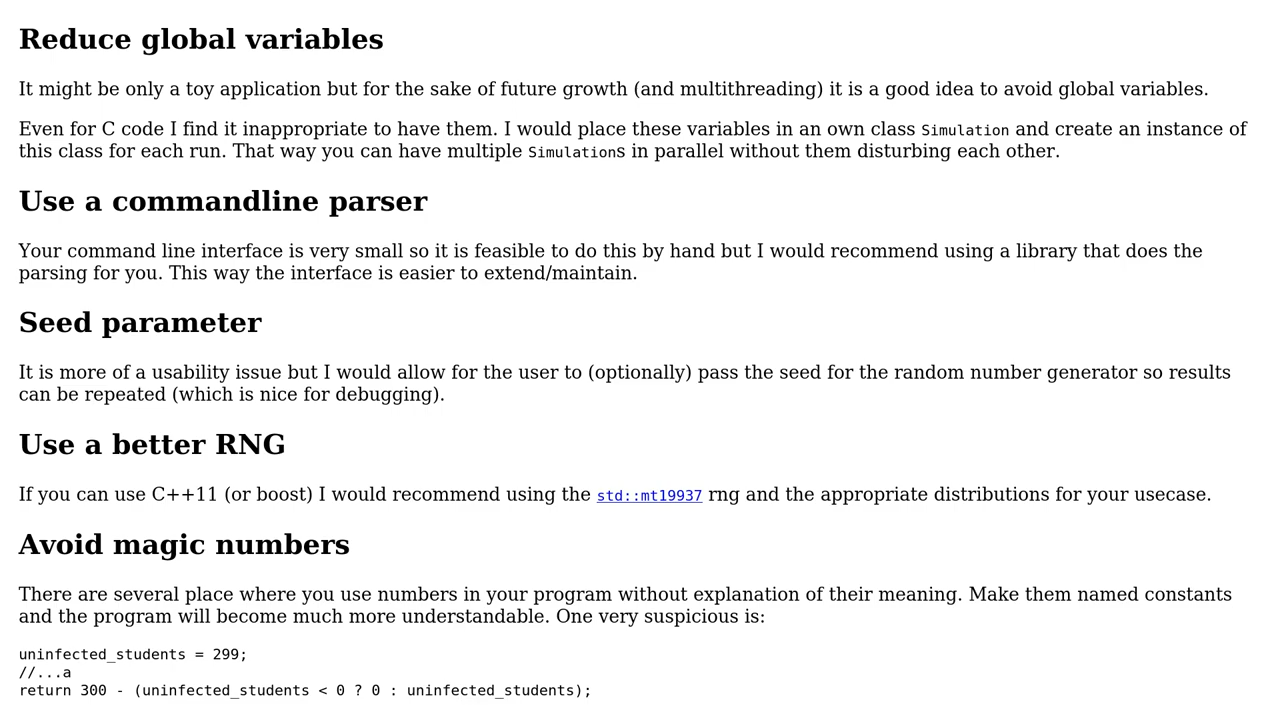 Reduce global variables
It might be only a toy application but for the sake of future growth (and multithreading) it is a good idea to avoid global variables.
Even for C code I find it inappropriate to have them. I would place these variables in an own class Simulation and create an instance of
this class for each run. That way you can have multiple Simulations in parallel without them disturbing each other.
Use a commandline parser
Your command line interface is very small so it is feasible to do this by hand but I would recommend using a library that does the
parsing for you. This way the interface is easier to extend/maintain.
Seed parameter
It is more of a usability issue but I would allow for the user to (optionally) pass the seed for the random number generator so results
can be repeated (which is nice for debugging).
Use a better RNG
If you can use C++11 (or boost) I would recommend using the std::mt19937 rng and the appropriate distributions for your usecase.
Avoid magic numbers
There are several place where you use numbers in your program without explanation of their meaning. Make them named constants
and the program will become much more understandable. One very suspicious is:
uninfected_students = 299;
//...a
return 300 - (uninfected_students < 0 ? 0 : uninfected_students);